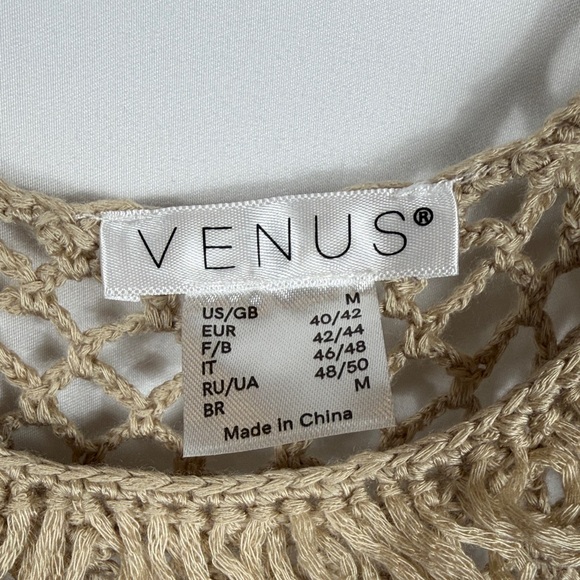 VENUS®
US/GB M
EUR 40/42
F/B 42/44
IT 46/48
RU/UA 48/50
BR M
Made in China